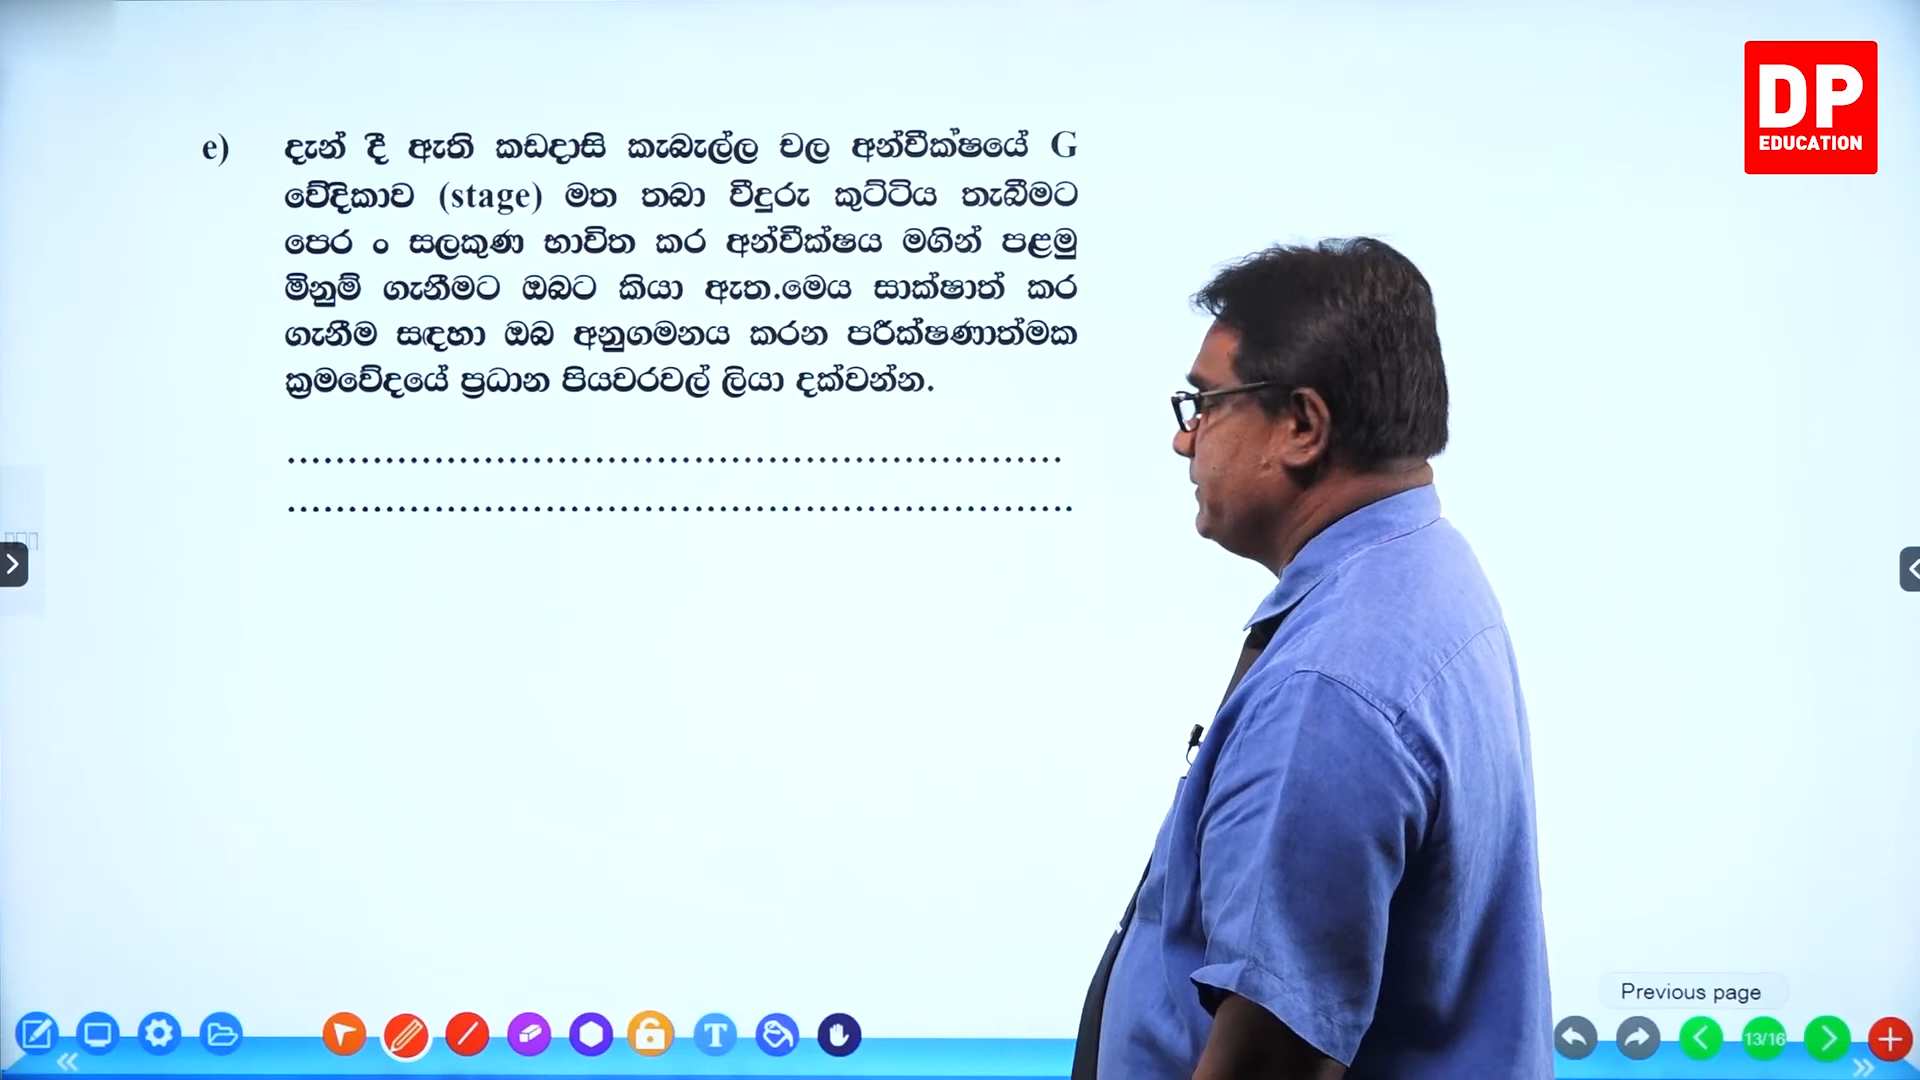 DP
EDUCATION
e) දැන් දී ඇති කඩදාසි කැබැල්ල චල අන්වීක්ෂයේ G
වේදිකාව (stage) මත තබා වීදුරු කුට්ටිය තැබීමට
පෙර ං සලකුණ භාවිත කර අන්වීක්ෂය මගින් පළමු
මිනුම් ගැනීමට ඔබට කියා ඇත.මෙය සාක්ෂාත් කර
ගැනීම සඳහා ඔබ අනුගමනය කරන පරීක්ෂණාත්මක
ක්‍රමවේදයේ ප්‍රධාන පියවරවල් ලියා දක්වන්න.
Previous page
T
13/16